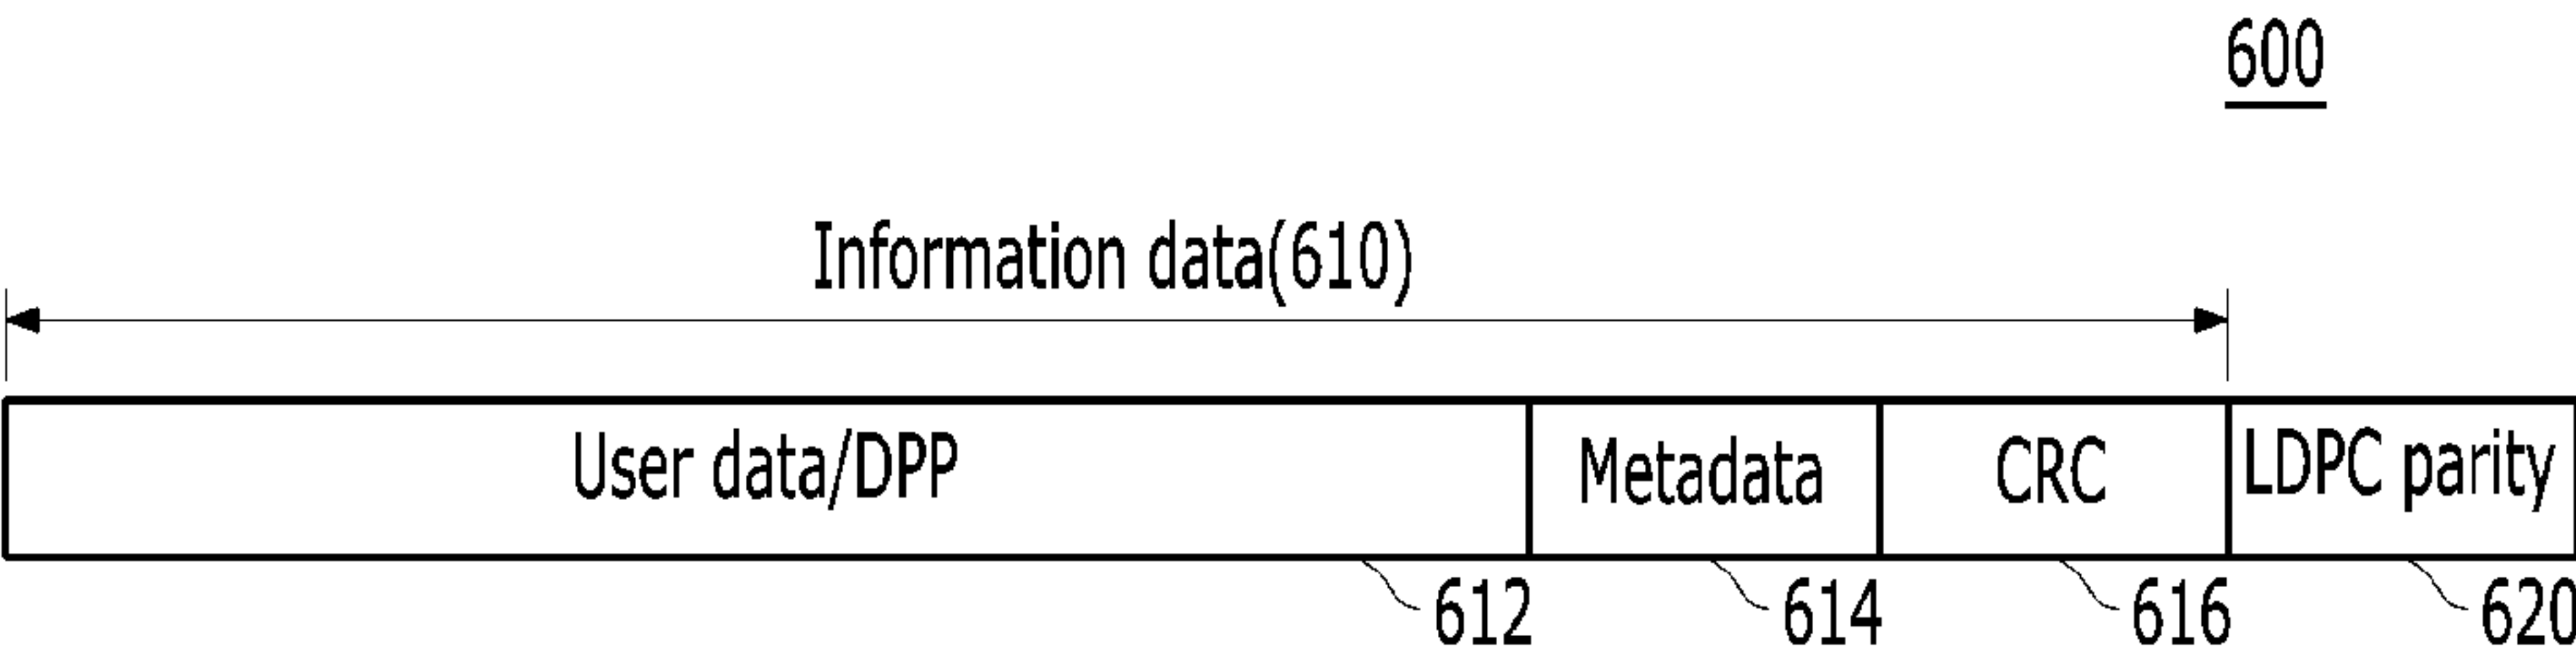 600
Information data(610)
User data/DPP Metadata CRC LDPC parity
612 614 616 620